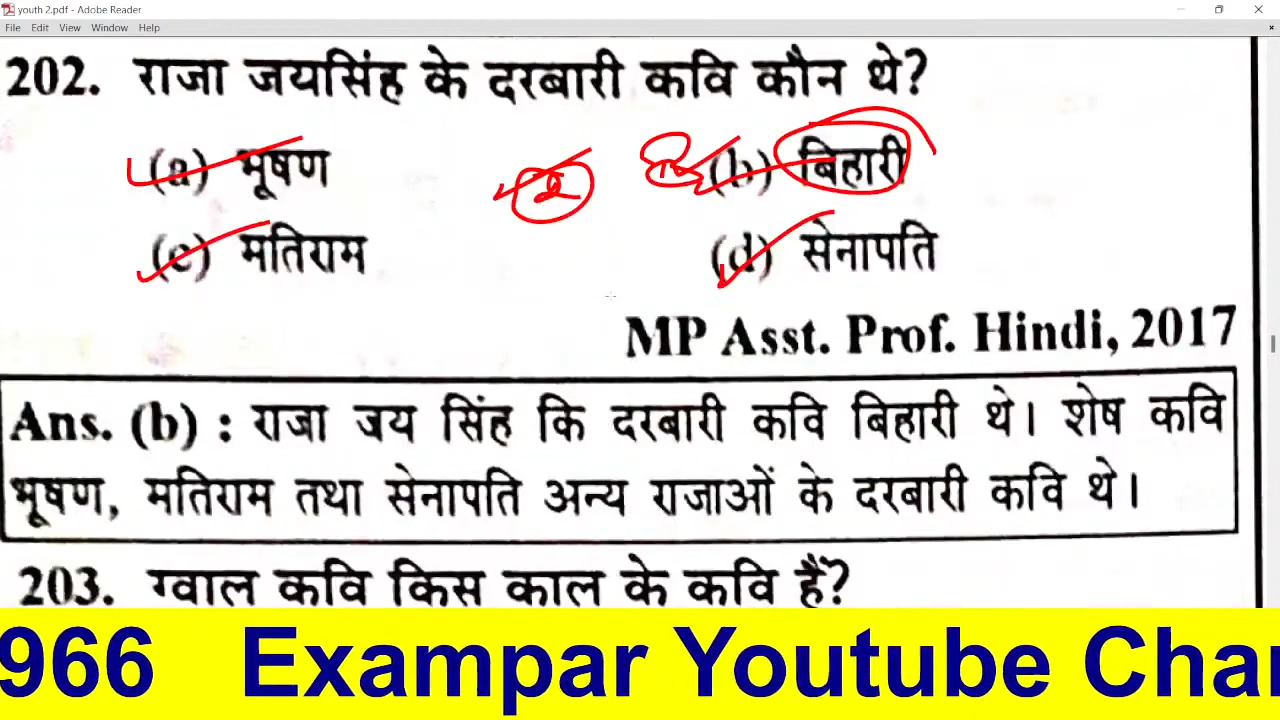 youth 2.pdf - Adobe Reader
File Edit View Window Help
202. राजा जयसिंह के दरबारी कवि कौन थे?
(a) भूषण (b) बिहारी
(c) मतिराम (d) सेनापति
MP Asst. Prof. Hindi, 2017
Ans. (b) : राजा जय सिंह कि दरबारी कवि बिहारी थे। शेष कवि
भूषण, मतिराम तथा सेनापति अन्य राजाओं के दरबारी कवि थे।
203. ग्वाल कवि किस काल के कवि हैं?
966 Exampar Youtube Cha